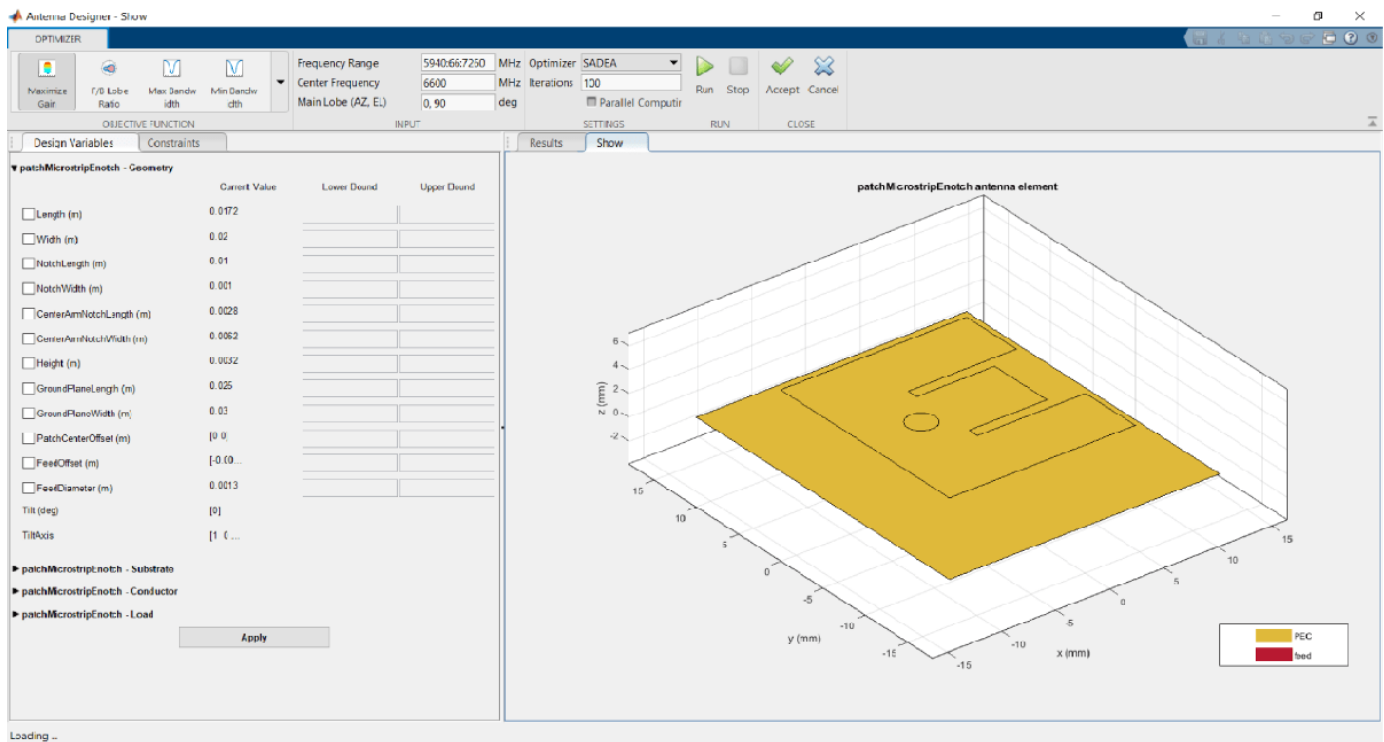 Antenna Designer - Show
OPTIMIZER
Maximize Gain
F/B Lobe Ratio
Max Bandwidth
Min Bandwidth
OBJECTIVE FUNCTION
Frequency Range 5940:66:7260 MHz
Center Frequency 6600 MHz
Main Lobe (AZ, EL) 0, 90 deg
INPUT
Optimizer SADEA
Iterations 100
Parallel Computin
SETTINGS
Run Stop
RUN
Accept Cancel
CLOSE
Design Variables Constraints
Results Show
patchMicrostripEnotch - Geometry
Current Value Lower Bound Upper Bound
Length (m) 0.0172
Width (m) 0.02
NotchLength (m) 0.01
NotchWidth (m) 0.001
CenterArmNotchLength (m) 0.0028
CenterArmNotchWidth (m) 0.0062
Height (m) 0.0032
GroundPlaneLength (m) 0.025
GroundPlaneWidth (m) 0.03
PatchCenterOffset (m) [0 0]
FeedOffset (m) [-0.00...
FeedDiameter (m) 0.0013
Tilt (deg) [0]
TiltAxis [1 0 ...
patchMicrostripEnotch - Substrate
patchMicrostripEnotch - Conductor
patchMicrostripEnotch - Load
Apply
patchMicrostripEnotch antenna element
6
4
2
0
-2
z (mm)
15
10
5
0
-5
-10
-15
y (mm)
-15
-10
-5
0
5
10
15
x (mm)
PEC
feed
Loading ...